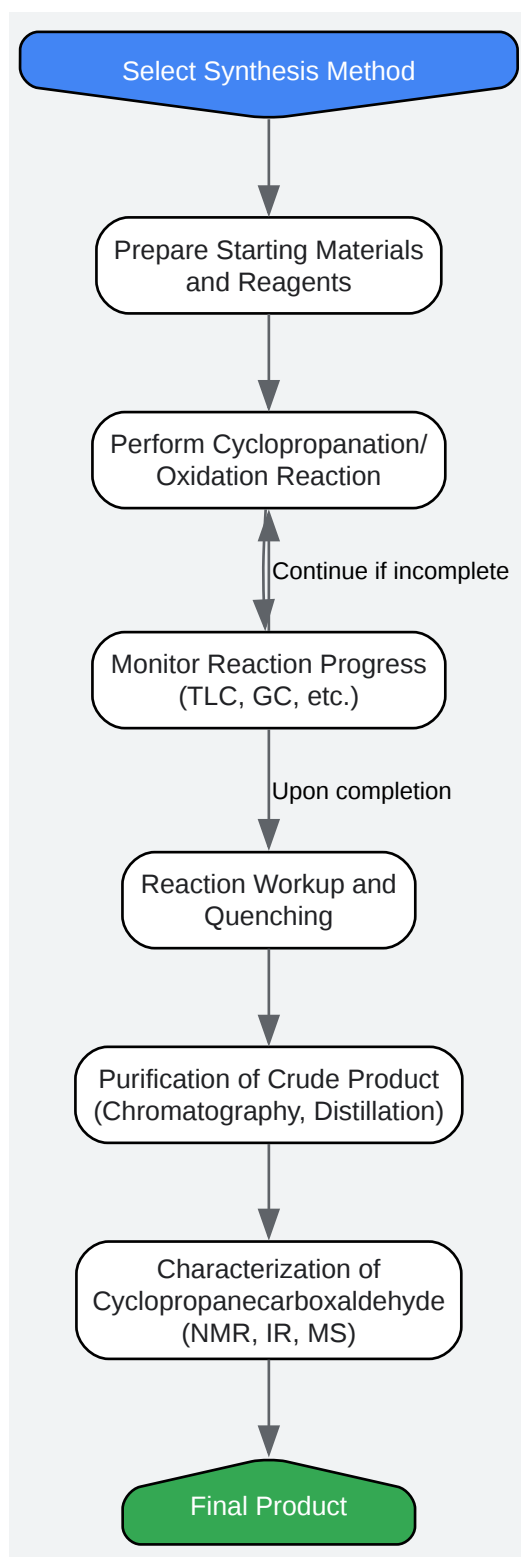 Select Synthesis Method
Prepare Starting Materials
and Reagents
Perform Cyclopropanation/
Oxidation Reaction
Continue if incomplete
Monitor Reaction Progress
(TLC, GC, etc.)
Upon completion
Reaction Workup and
Quenching
Purification of Crude Product
(Chromatography, Distillation)
Characterization of
Cyclopropanecarboxaldehyde
(NMR, IR, MS)
Final Product